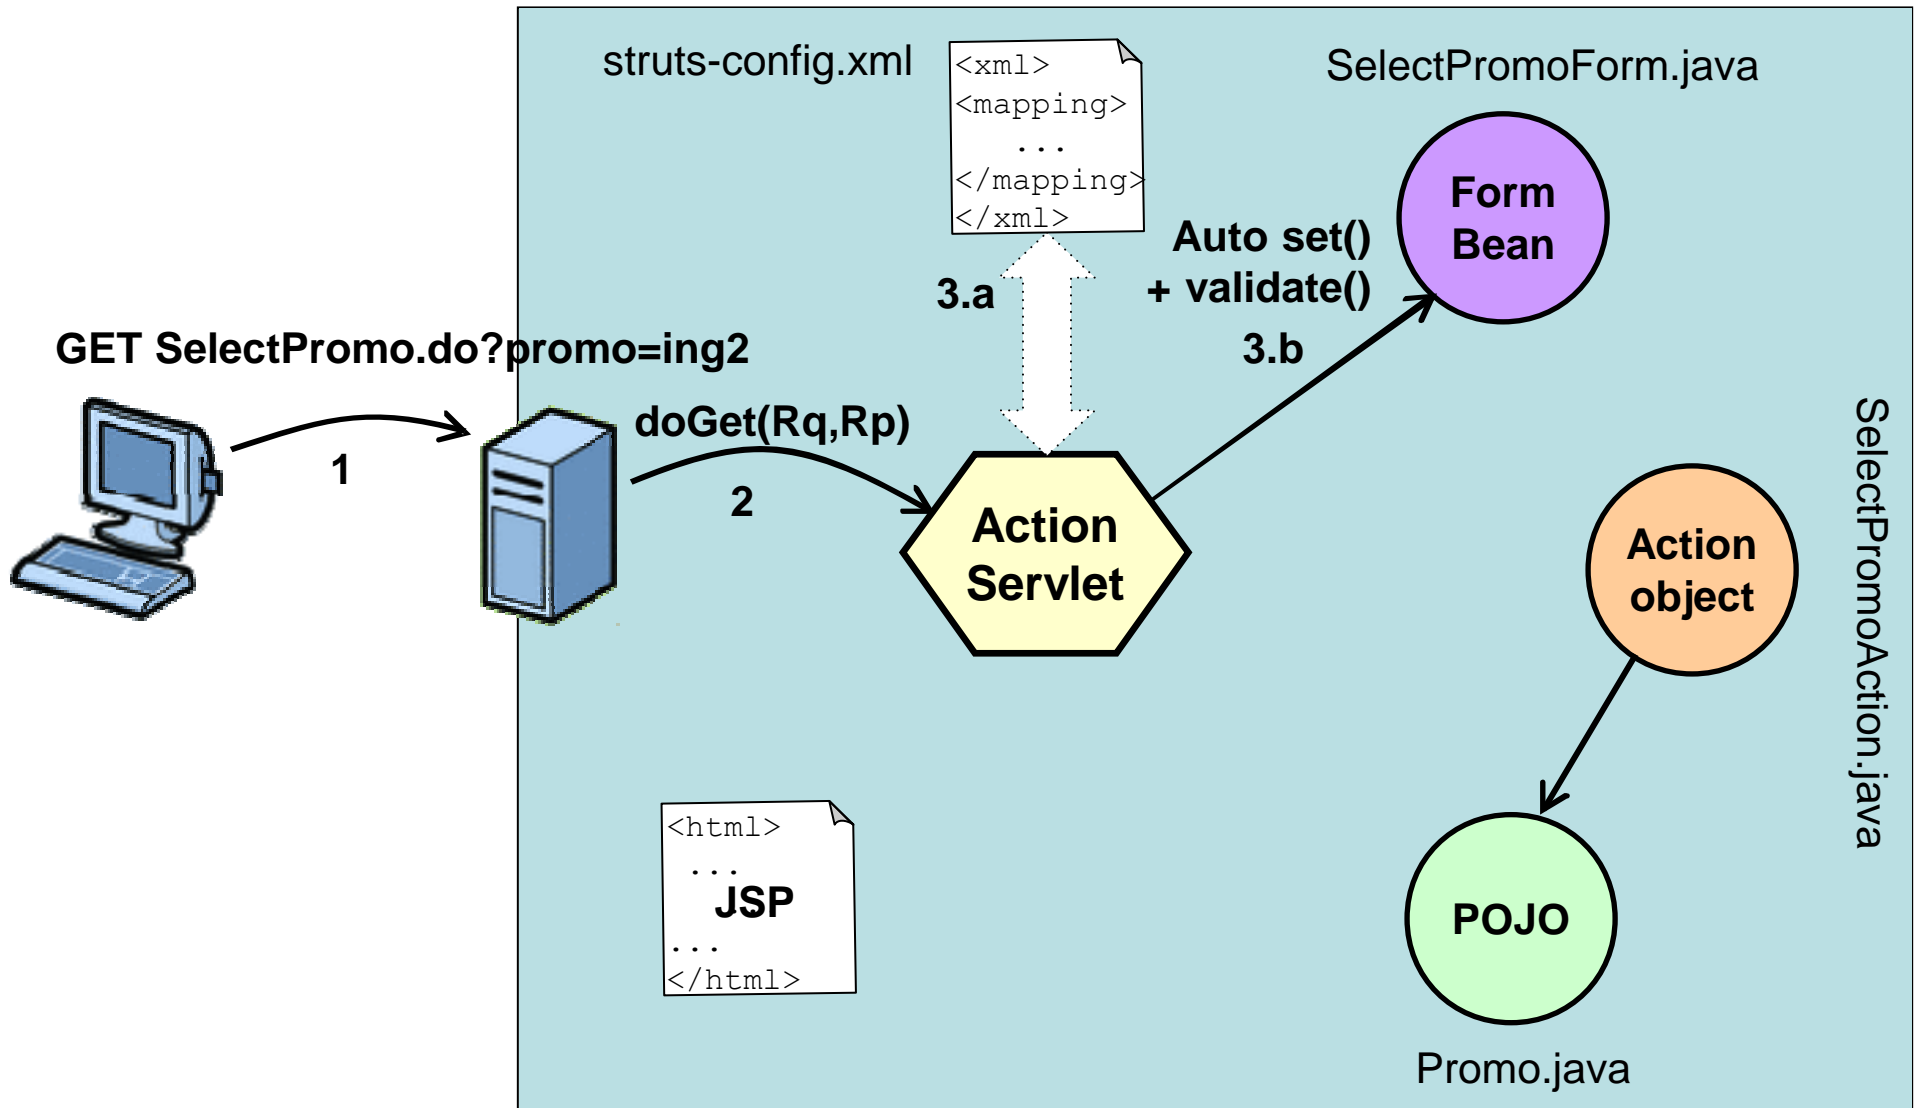 struts-config.xml
<xml>
<mapping>
...
</mapping>
</xml>
SelectPromoForm.java
Form
Bean
Auto set()
+ validate()
3.a
3.b
GET SelectPromo.do?promo=ing2
1
doGet(Rq,Rp)
2
Action
Servlet
Action
object
SelectPromoAction.java
<html>
...
JSP
...
</html>
POJO
Promo.java